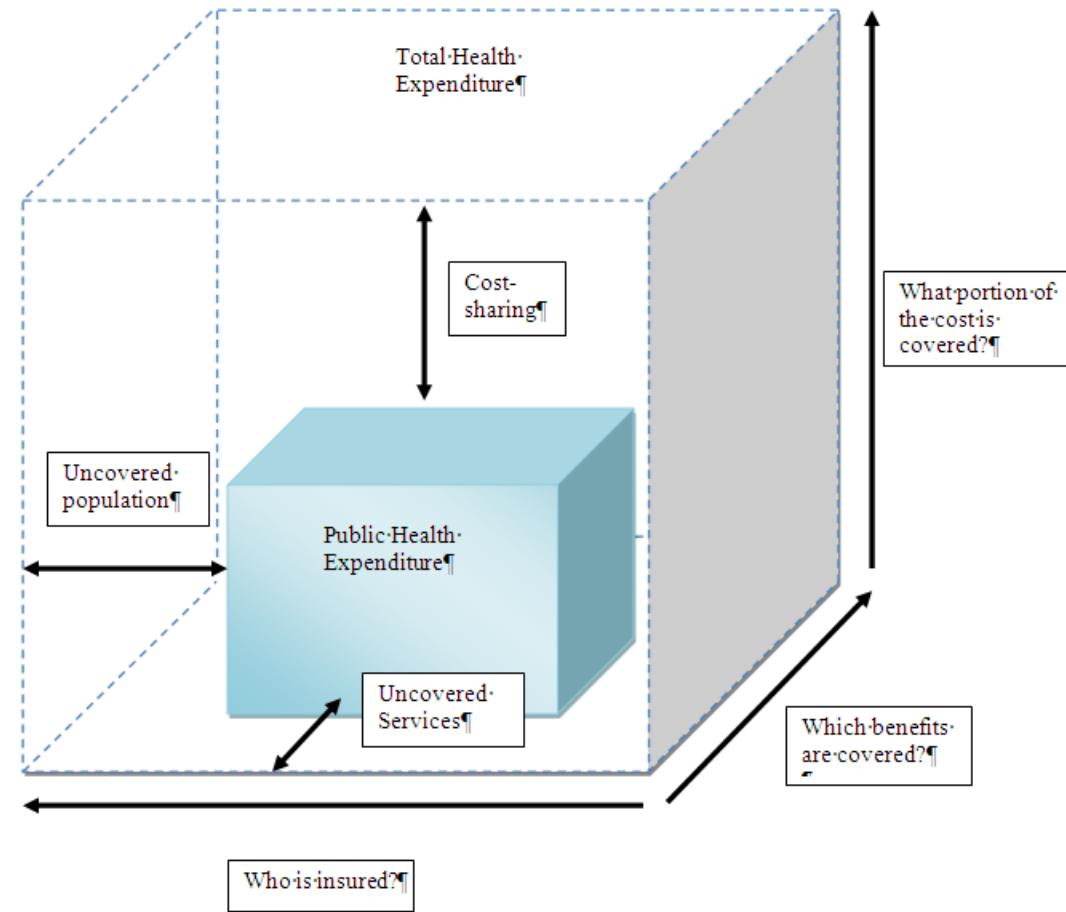 Total·Health·
Expenditure¶
Cost-
sharing¶
What·portion·of·
the·cost·is·
covered?¶
Uncovered·
population¶
Public·Health·
Expenditure¶
Uncovered·
Services¶
Which·benefits·
are·covered?¶
¶
Who·is·insured?¶